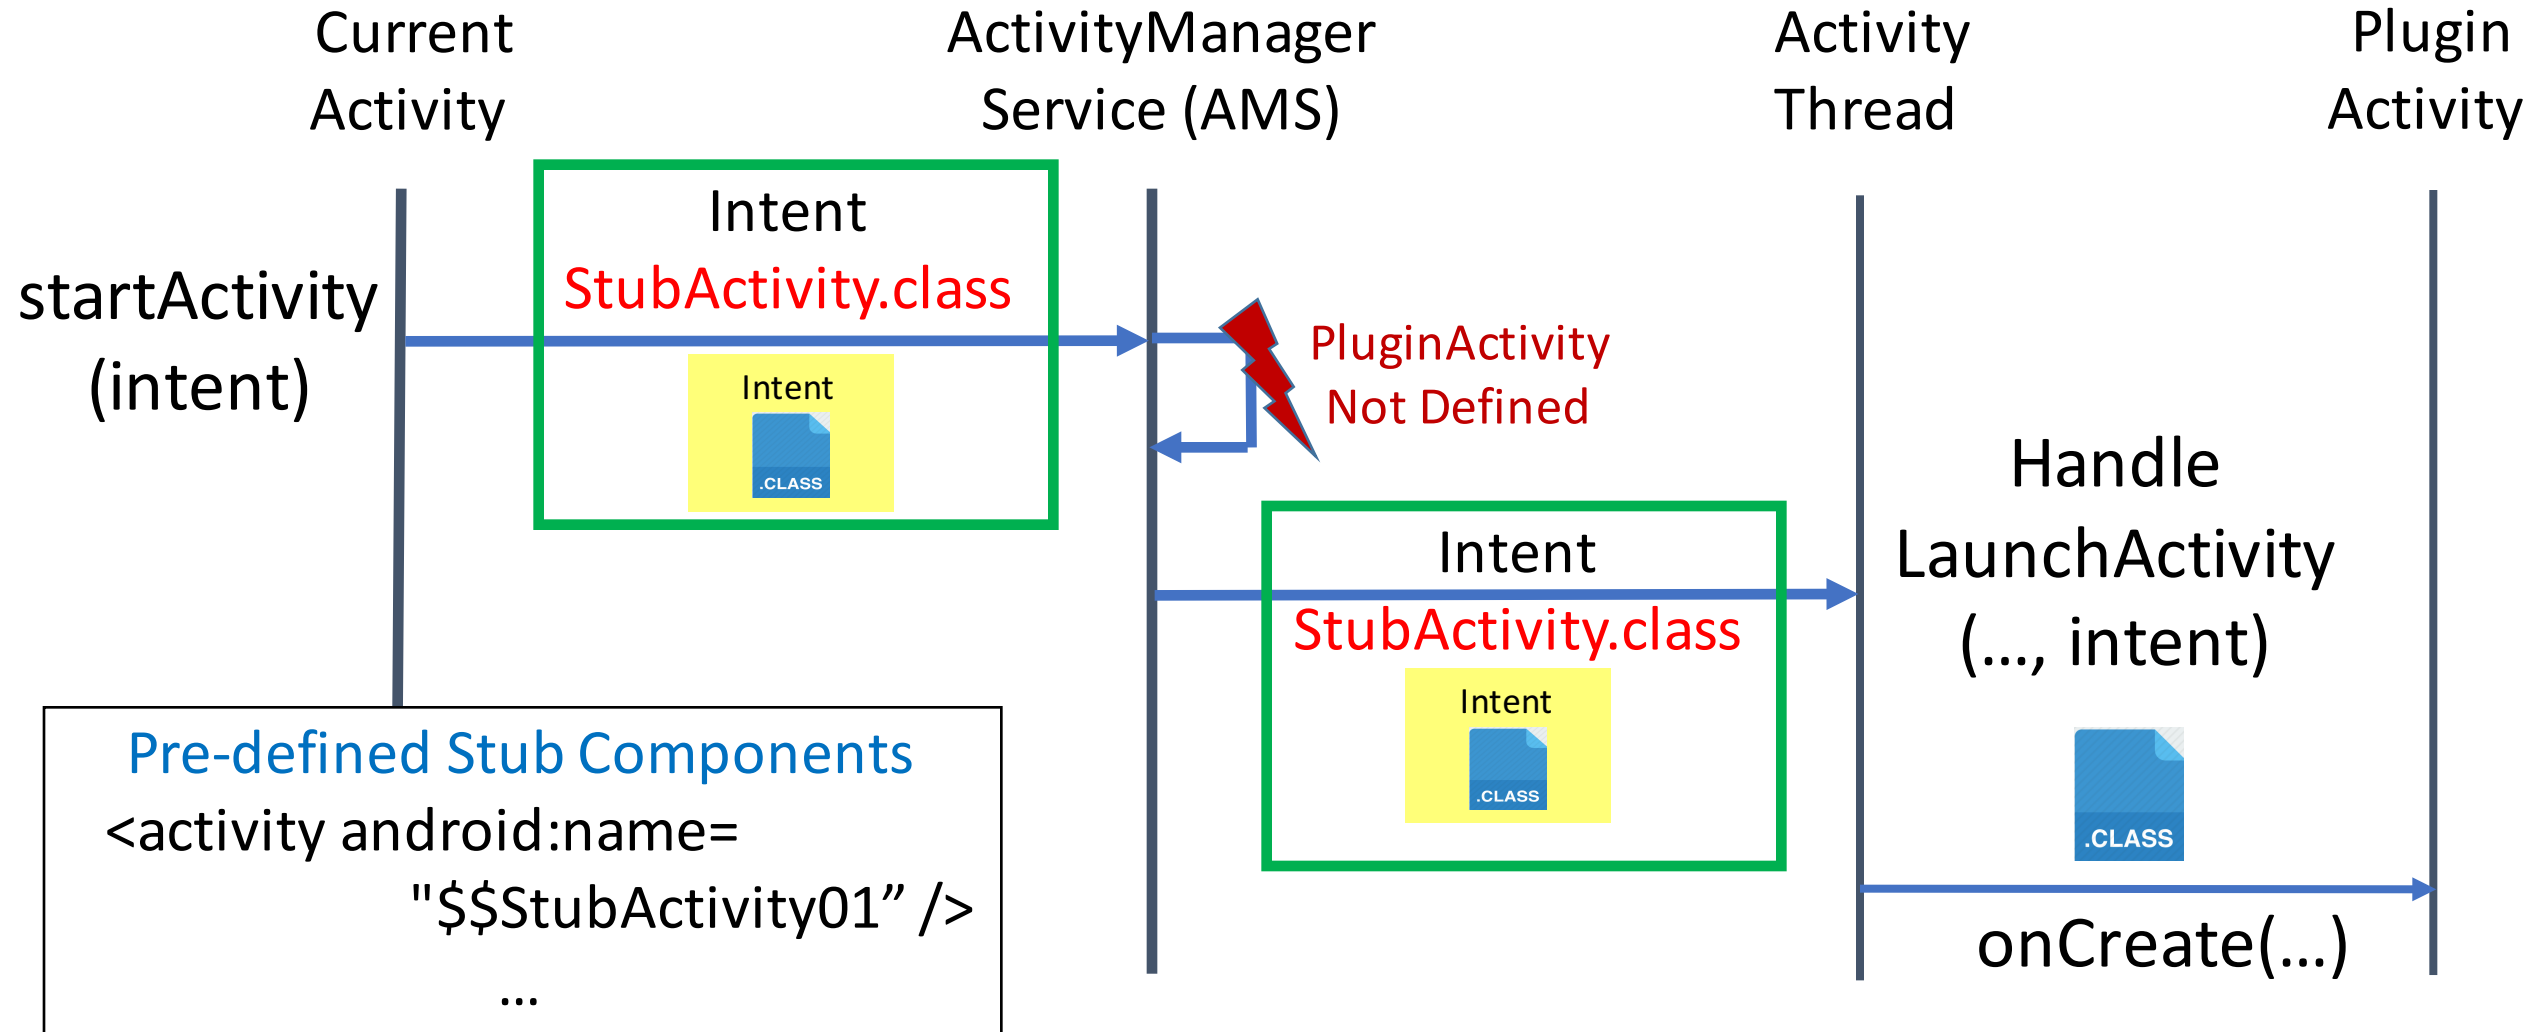 Current
Activity
ActivityManager
Service (AMS)
Activity
Thread
Plugin
Activity
startActivity
(intent)
Intent
StubActivity.class
Intent
.CLASS
PluginActivity
Not Defined
Intent
StubActivity.class
Intent
.CLASS
Handle
LaunchActivity
(…, intent)
.CLASS
onCreate(…)
Pre-defined Stub Components
<activity android:name=
"$$StubActivity01” />
…